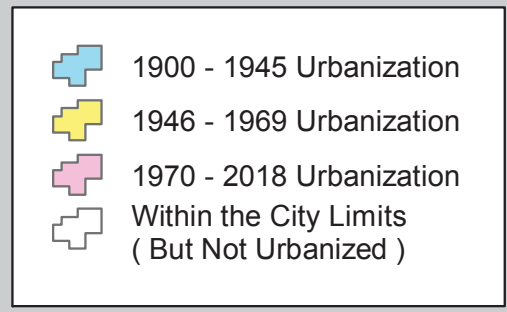 1900 - 1945 Urbanization
1946 - 1969 Urbanization
1970 - 2018 Urbanization
Within the City Limits
( But Not Urbanized )